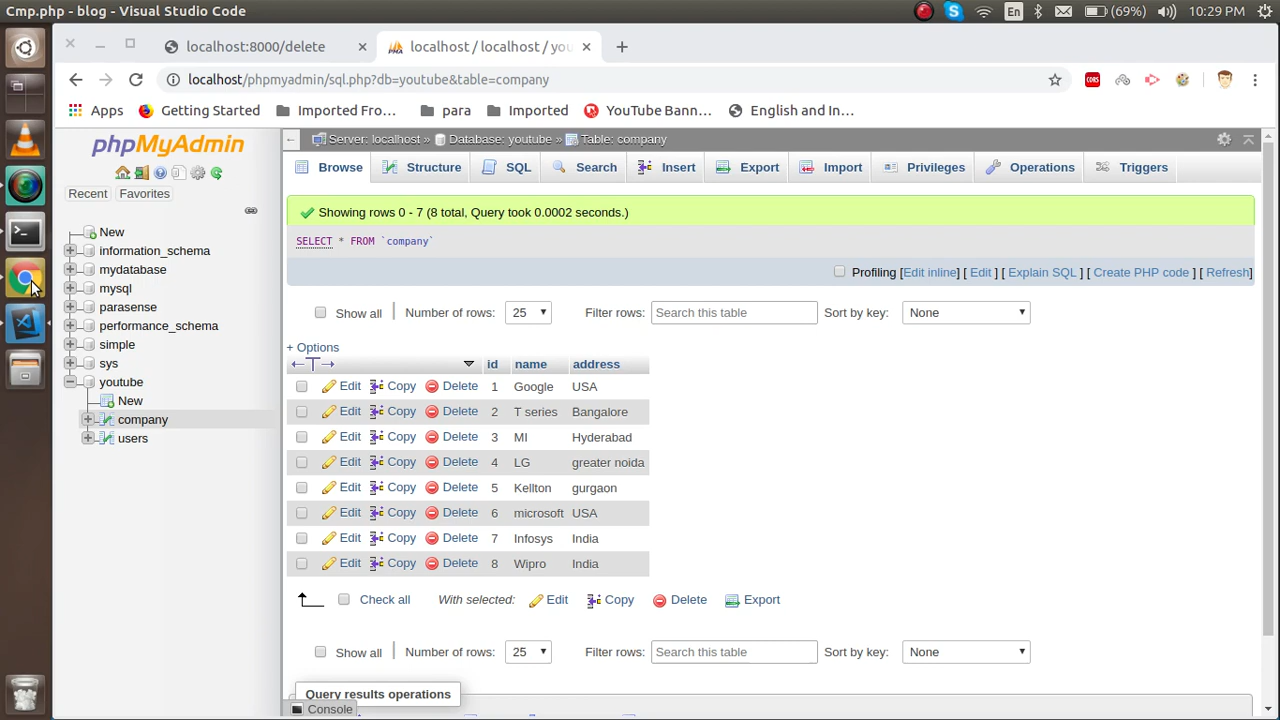 Cmp.php - blog - Visual Studio Code En (69%) 10:29 PM
localhost:8000/delete × localhost / localhost / you × +
localhost/phpmyadmin/sql.php?db=youtube&table=company CORS
Apps Getting Started Imported Fro... para Imported YouTube Bann... English and In...
phpMyAdmin
Recent Favorites
New
information_schema
mydatabase
mysql
parasense
performance_schema
simple
sys
youtube
New
company
users
Server: localhost » Database: youtube » Table: company
Browse Structure SQL Search Insert Export Import Privileges Operations Triggers
Showing rows 0 - 7 (8 total, Query took 0.0002 seconds.)
SELECT * FROM `company`
Profiling [Edit inline] [ Edit ] [ Explain SQL ] [ Create PHP code ] [ Refresh]
Show all Number of rows: 25 Filter rows: Search this table Sort by key: None
+ Options
id name address
Edit Copy Delete 1 Google USA
Edit Copy Delete 2 T series Bangalore
Edit Copy Delete 3 MI Hyderabad
Edit Copy Delete 4 LG greater noida
Edit Copy Delete 5 Kellton gurgaon
Edit Copy Delete 6 microsoft USA
Edit Copy Delete 7 Infosys India
Edit Copy Delete 8 Wipro India
Check all With selected: Edit Copy Delete Export
Show all Number of rows: 25 Filter rows: Search this table Sort by key: None
Query results operations
Console